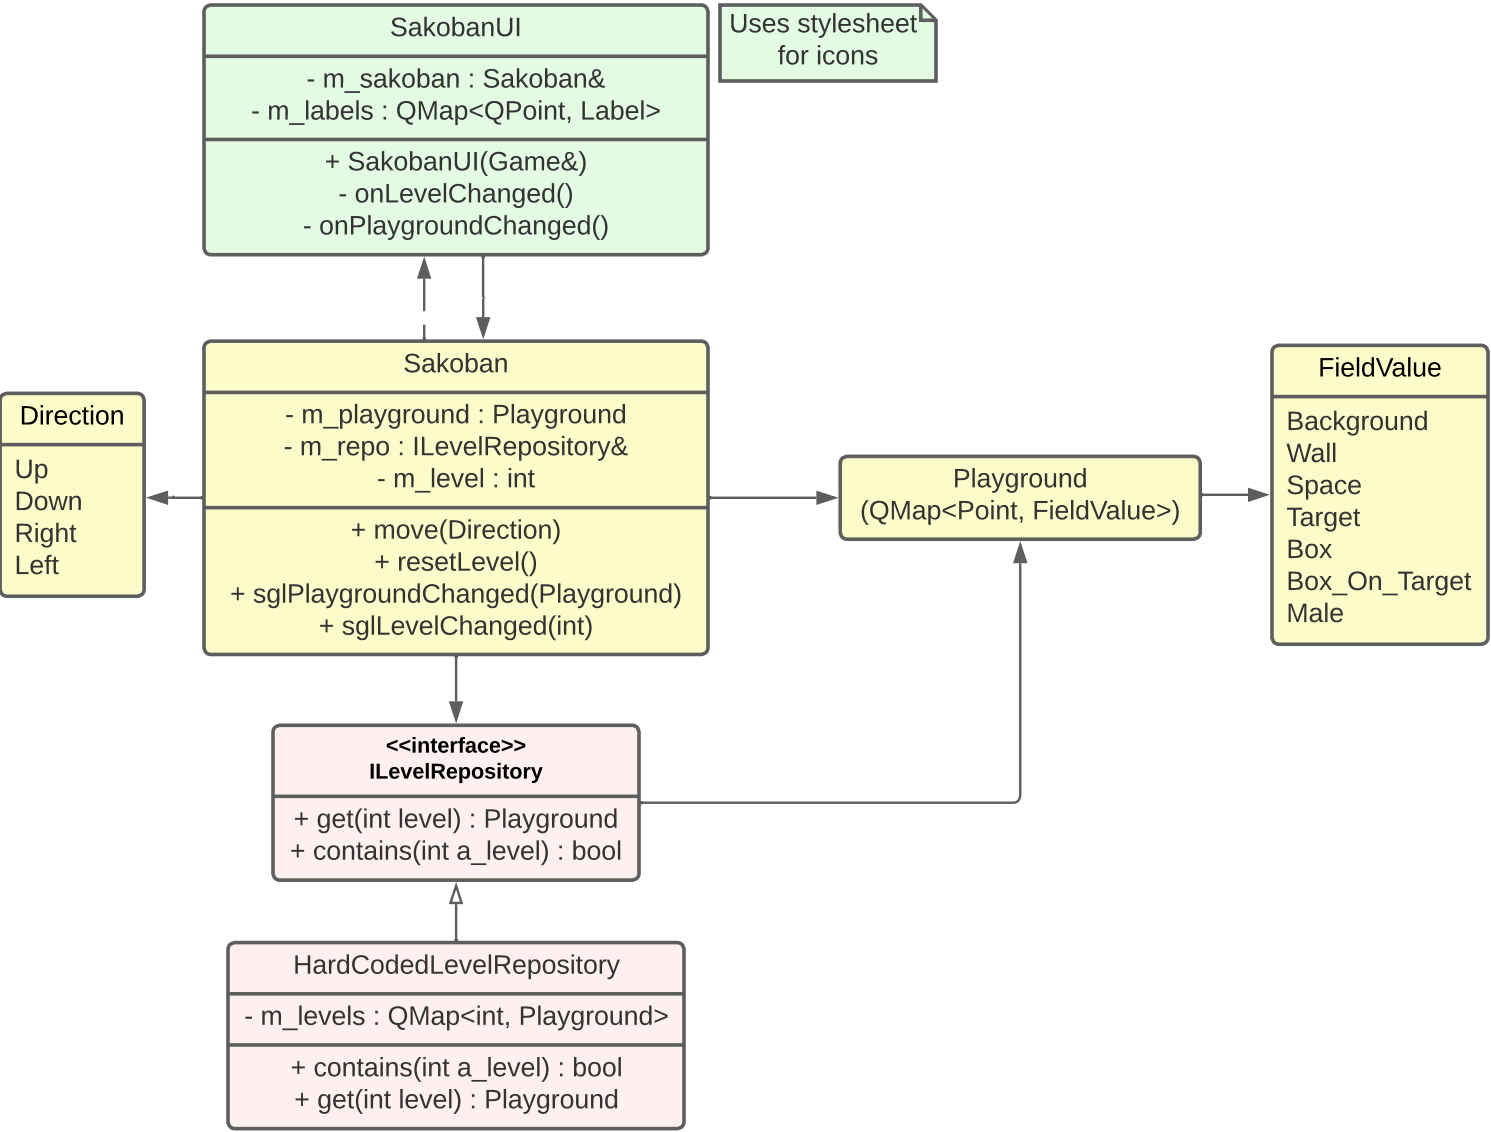 SakobanUI
- m_sakoban : Sakoban&
- m_labels : QMap<QPoint, Label>
+ SakobanUI(Game&)
- onLevelChanged()
- onPlaygroundChanged()
Uses stylesheet
for icons
Direction
Up
Down
Right
Left
Sakoban
- m_playground : Playground
- m_repo : ILevelRepository&
- m_level : int
+ move(Direction)
+ resetLevel()
+ sglPlaygroundChanged(Playground)
+ sglLevelChanged(int)
Playground
(QMap<Point, FieldValue>)
FieldValue
Background
Wall
Space
Target
Box
Box_On_Target
Male
<<interface>>
ILevelRepository
+ get(int level) : Playground
+ contains(int a_level) : bool
HardCodedLevelRepository
- m_levels : QMap<int, Playground>
+ contains(int a_level) : bool
+ get(int level) : Playground